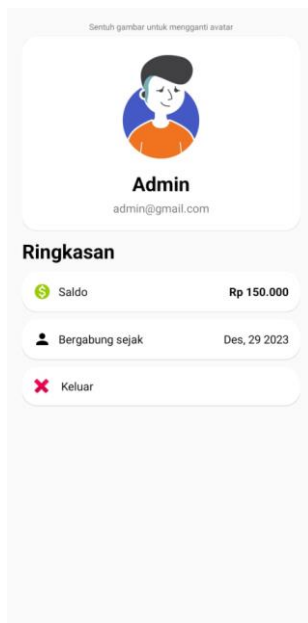 Sentuh gambar untuk mengganti avatar
Admin
admin@gmail.com
Ringkasan
Saldo Rp 150.000
Bergabung sejak Des, 29 2023
Keluar